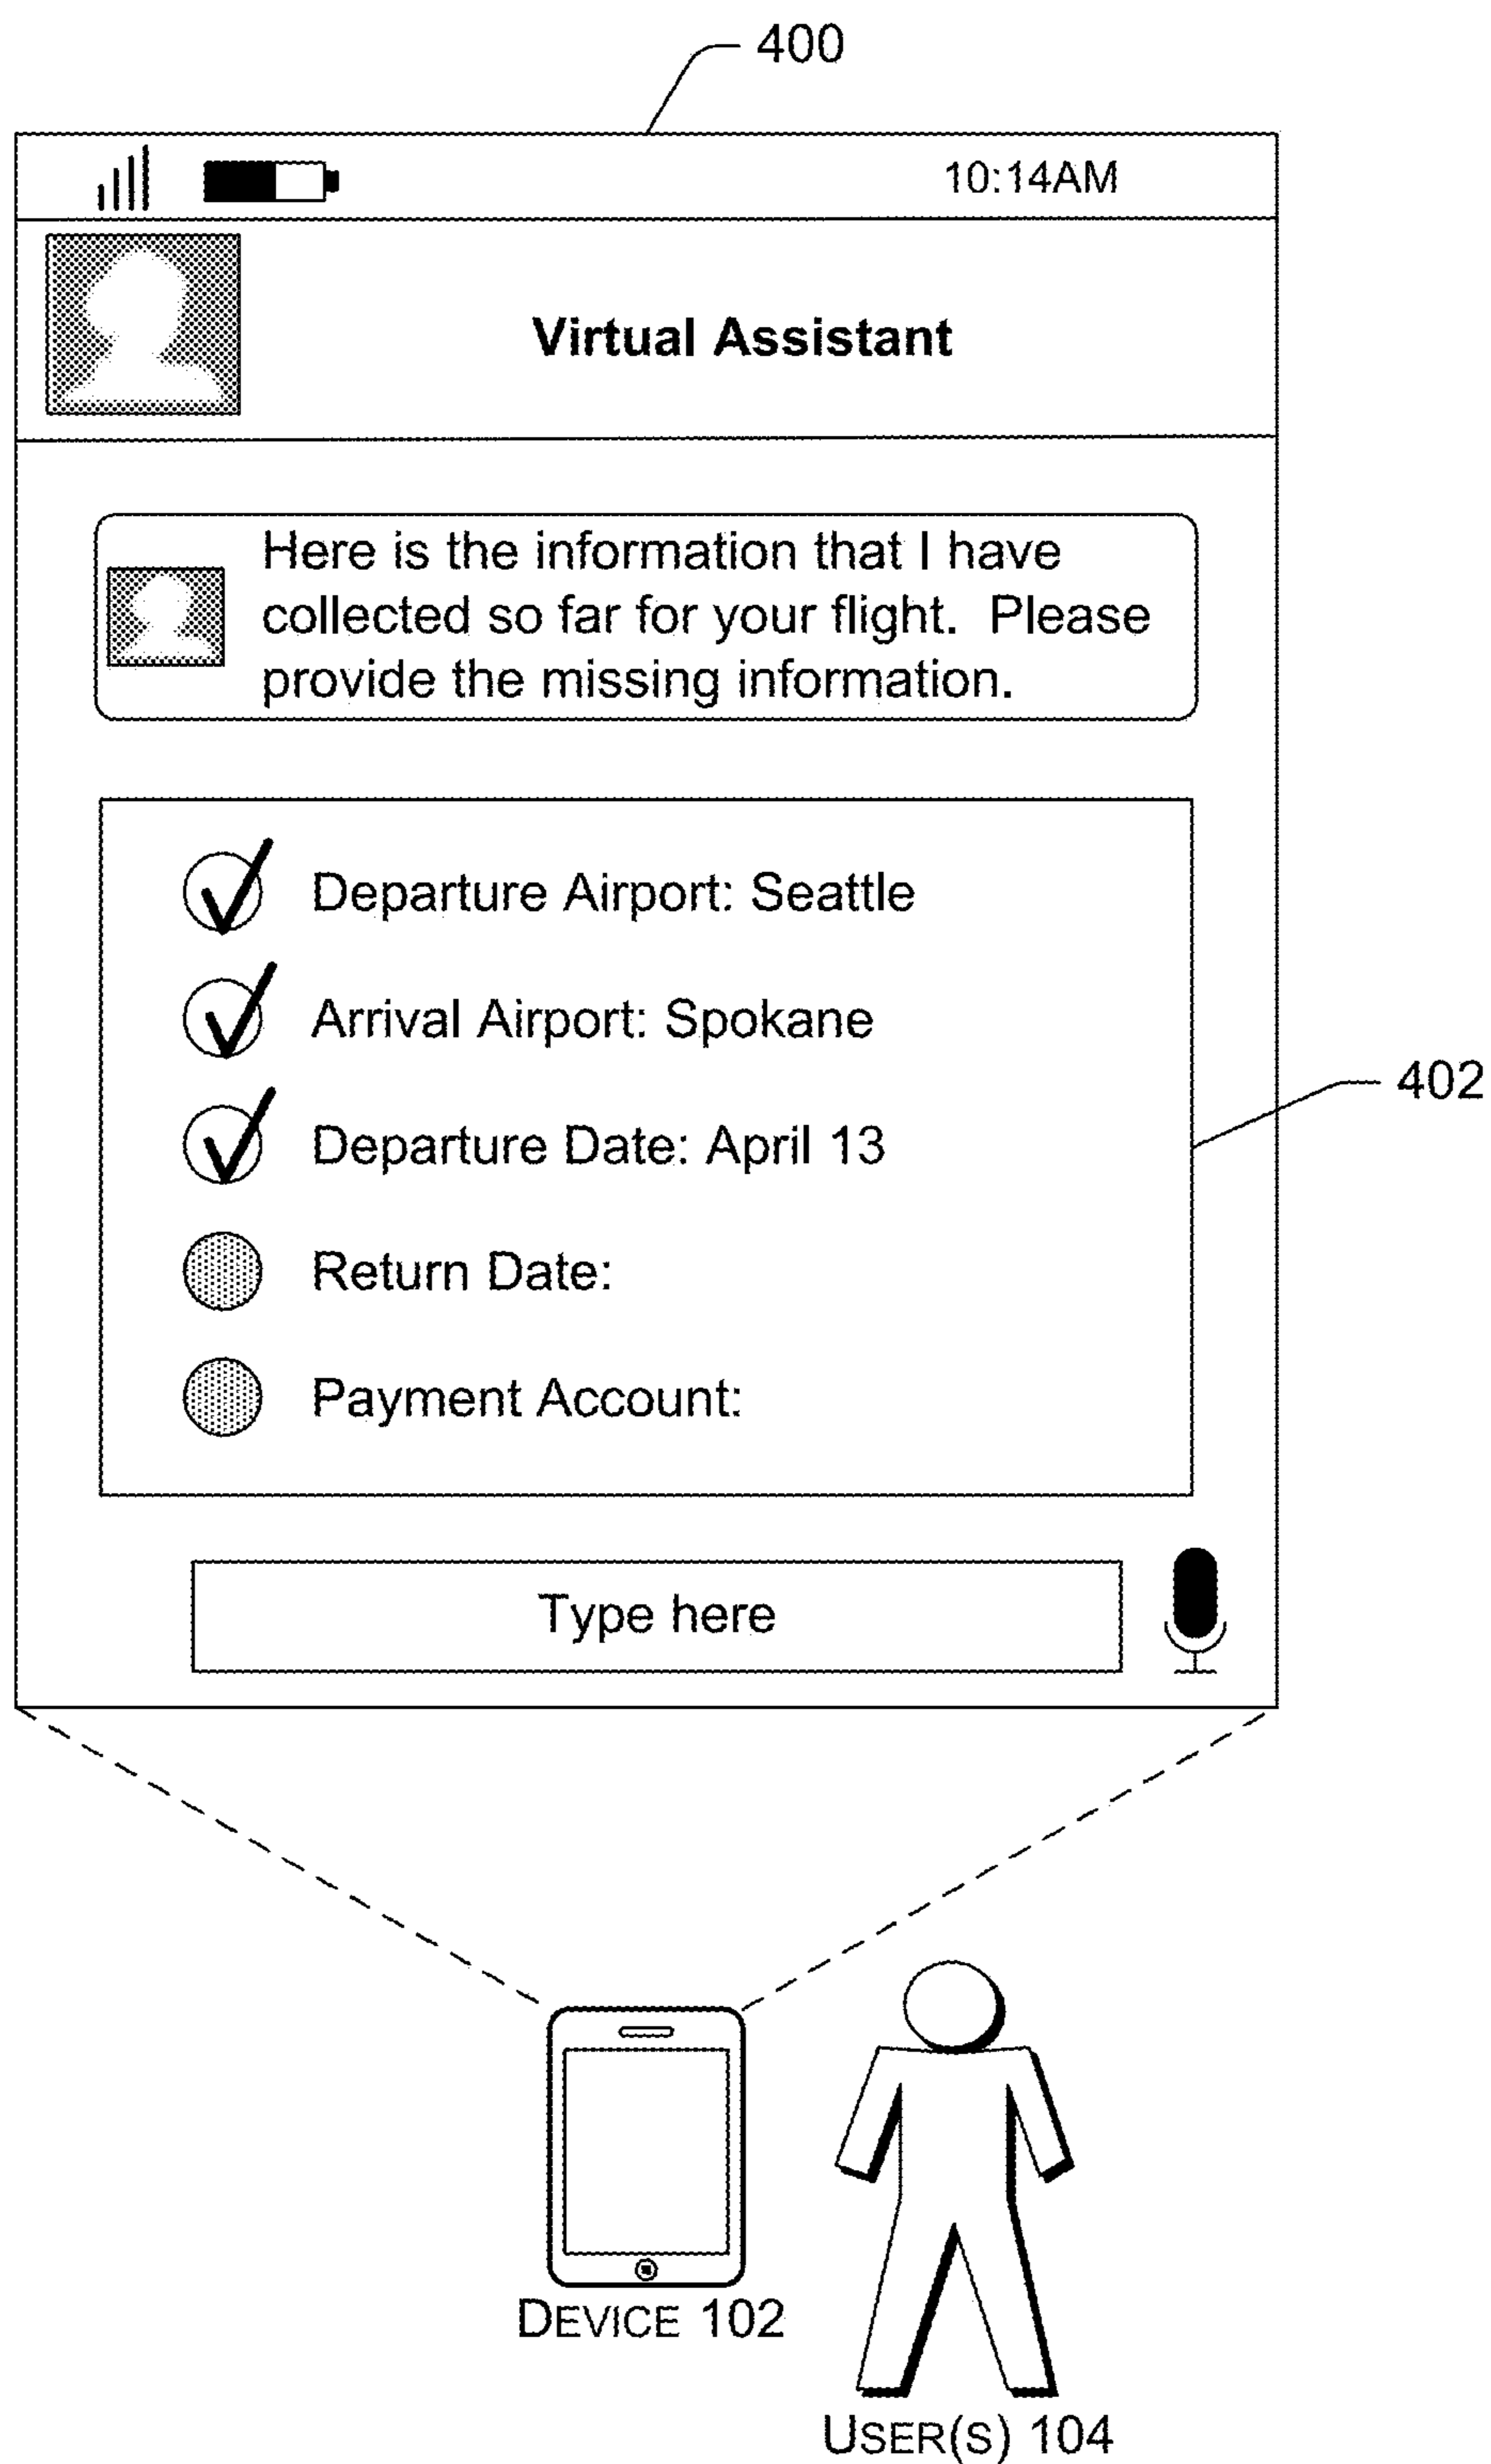 400
10:14AM
Virtual Assistant
Here is the information that I have
collected so far for your flight. Please
provide the missing information.
Departure Airport: Seattle
Arrival Airport: Spokane
402
Departure Date: April 13
Return Date:
Payment Account:
Type here
DEVICE 102
USER(S) 104